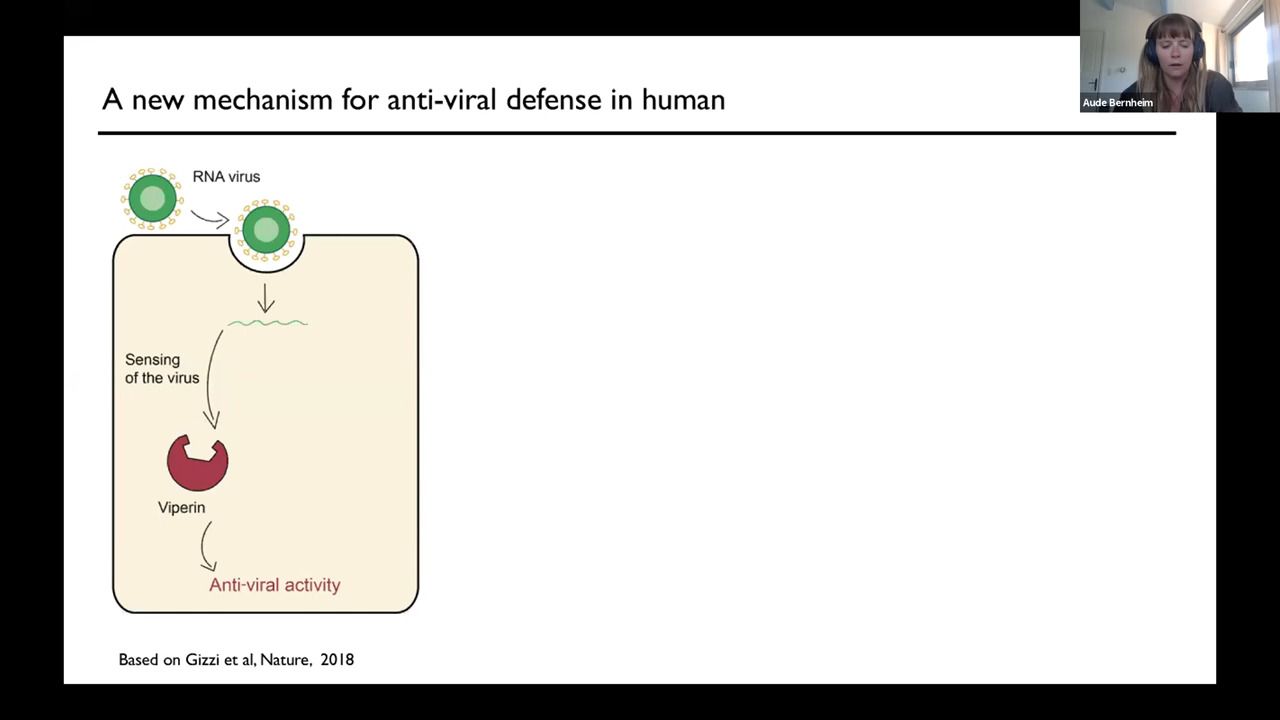 A new mechanism for anti-viral defense in human
Aude Bernheim
RNA virus
Sensing
of the virus
Viperin
Anti-viral activity
Based on Gizzi et al, Nature, 2018